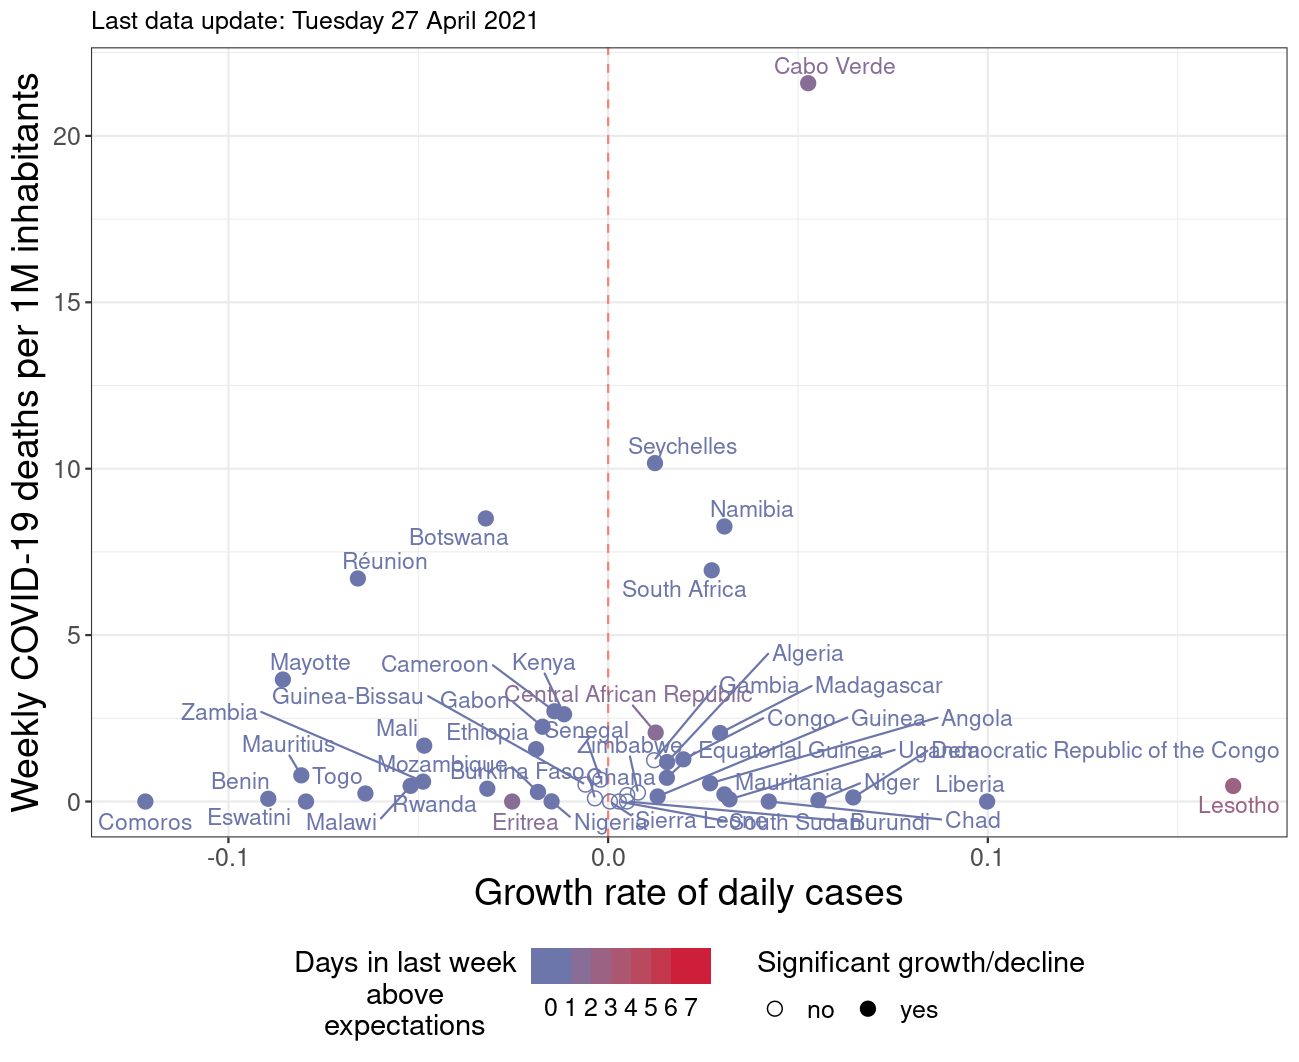 Last data update: Tuesday 27 April 2021
Weekly COVID-19 deaths per 1M inhabitants
Cabo Verde
20
15
Seychelles
10
Namibia
Botswana
Réunion
South Africa
5
Algeria
Mayotte
Cameroon
Kenya
Gambia
Madagascar
Guinea-Bissau
Gabon
Central African Republic
Zambia
Congo
Guinea
Angola
Mali
Ethiopia
Senegal
Mauritius
Zimbabwe
Equatorial Guinea
Uganda
Democratic Republic of the Congo
Mozambique
Burkina Faso
Togo
Ghana
Benin
Mauritania
Niger
Liberia
0
Rwanda
Lesotho
Comoros
Eswatini
Malawi
Eritrea
Nigeria
Sierra Leone
South Sudan
Burundi
Chad
-0.1
0.0
0.1
Growth rate of daily cases
Days in last week
above
expectations
0 1 2 3 4 5 6 7
Significant growth/decline
no
yes